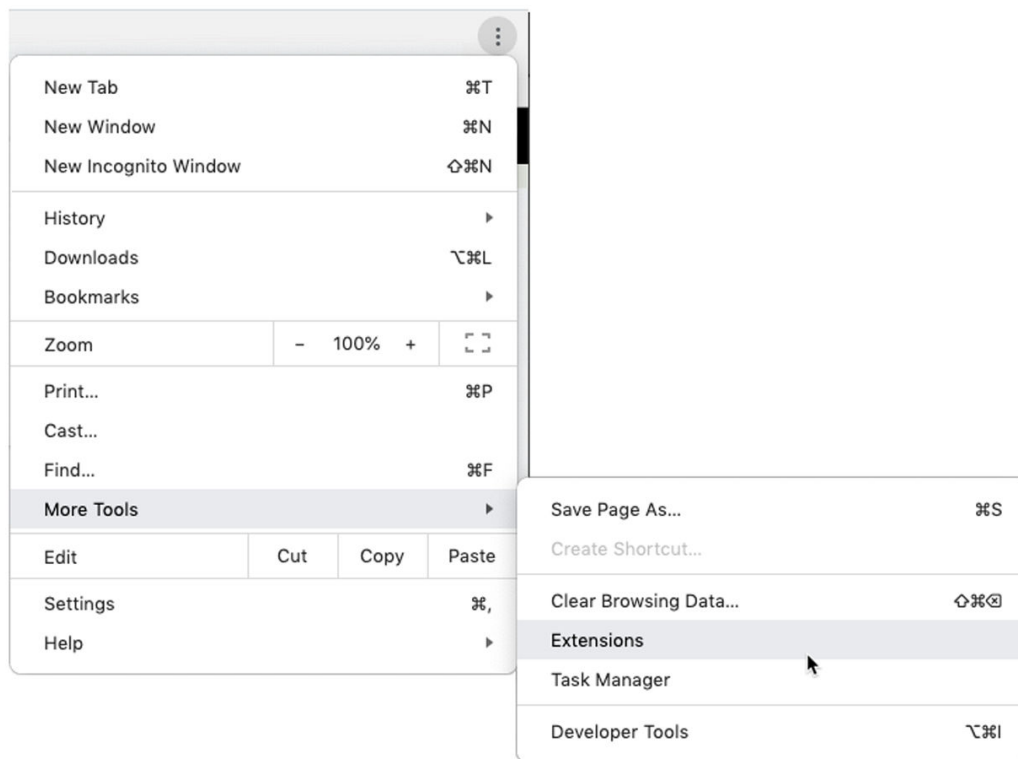 New Tab ⌘T
New Window ⌘N
New Incognito Window ⇧⌘N
History
Downloads ⌥⌘L
Bookmarks
Zoom - 100% +
Print... ⌘P
Cast...
Find... ⌘F
More Tools
Edit Cut Copy Paste
Settings ⌘,
Help
Save Page As... ⌘S
Create Shortcut...
Clear Browsing Data... ⇧⌘⌫
Extensions
Task Manager
Developer Tools ⌥⌘I